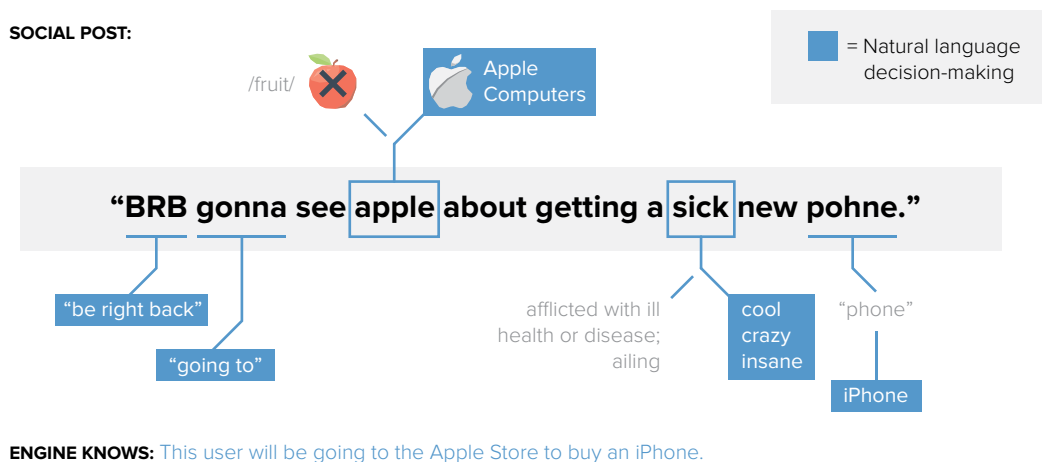 SOCIAL POST:
= Natural language
decision-making
/fruit/
Apple
Computers
“BRB gonna see apple about getting a sick new pohne.”
“be right back”
“going to”
afflicted with ill
health or disease;
ailing
cool
crazy
insane
“phone”
iPhone
ENGINE KNOWS: This user will be going to the Apple Store to buy an iPhone.